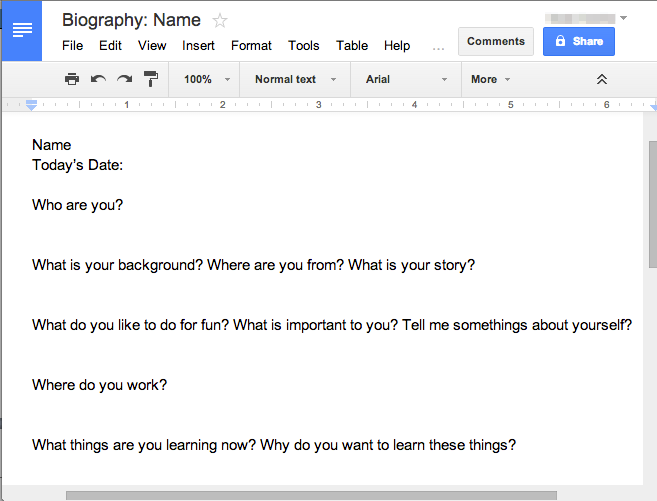 Biography: Name
File Edit View Insert Format Tools Table Help ... Comments Share
100% Normal text Arial More
1 2 3 4 5 6
Name
Today's Date:
Who are you?
What is your background? Where are you from? What is your story?
What do you like to do for fun? What is important to you? Tell me somethings about yourself?
Where do you work?
What things are you learning now? Why do you want to learn these things?